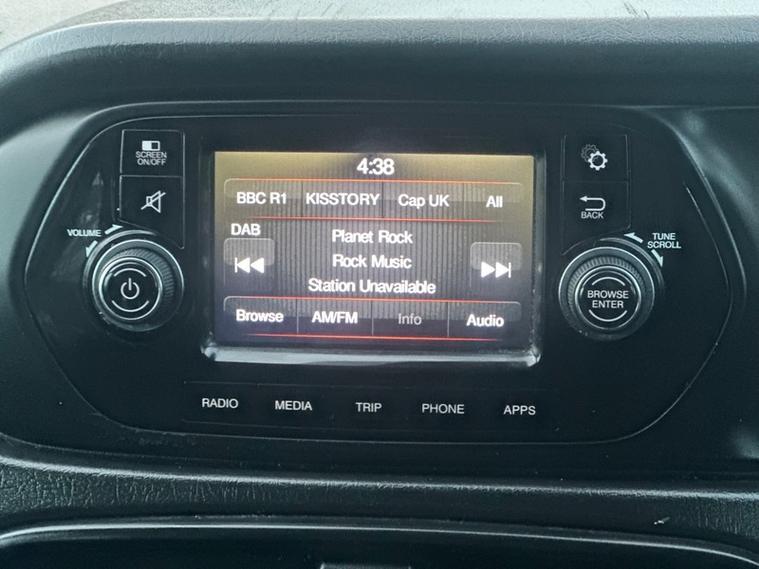 4:38
SCREEN
ON/OFF
BBC R1 KISSTORY Cap UK All
VOLUME
DAB
Planet Rock
Rock Music
Station Unavailable
Browse AM/FM Info Audio
BACK
TUNE
SCROLL
BROWSE
ENTER
RADIO MEDIA TRIP PHONE APPS